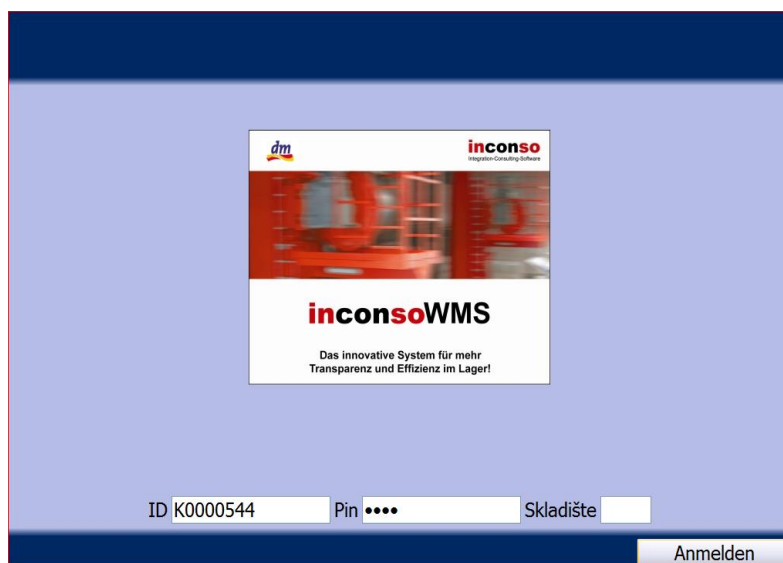 dm
inconso
Integration-Consulting-Software
inconsoWMS
Das innovative System für mehr
Transparenz und Effizienz im Lager!
ID K0000544 Pin •••• Skladište
Anmelden